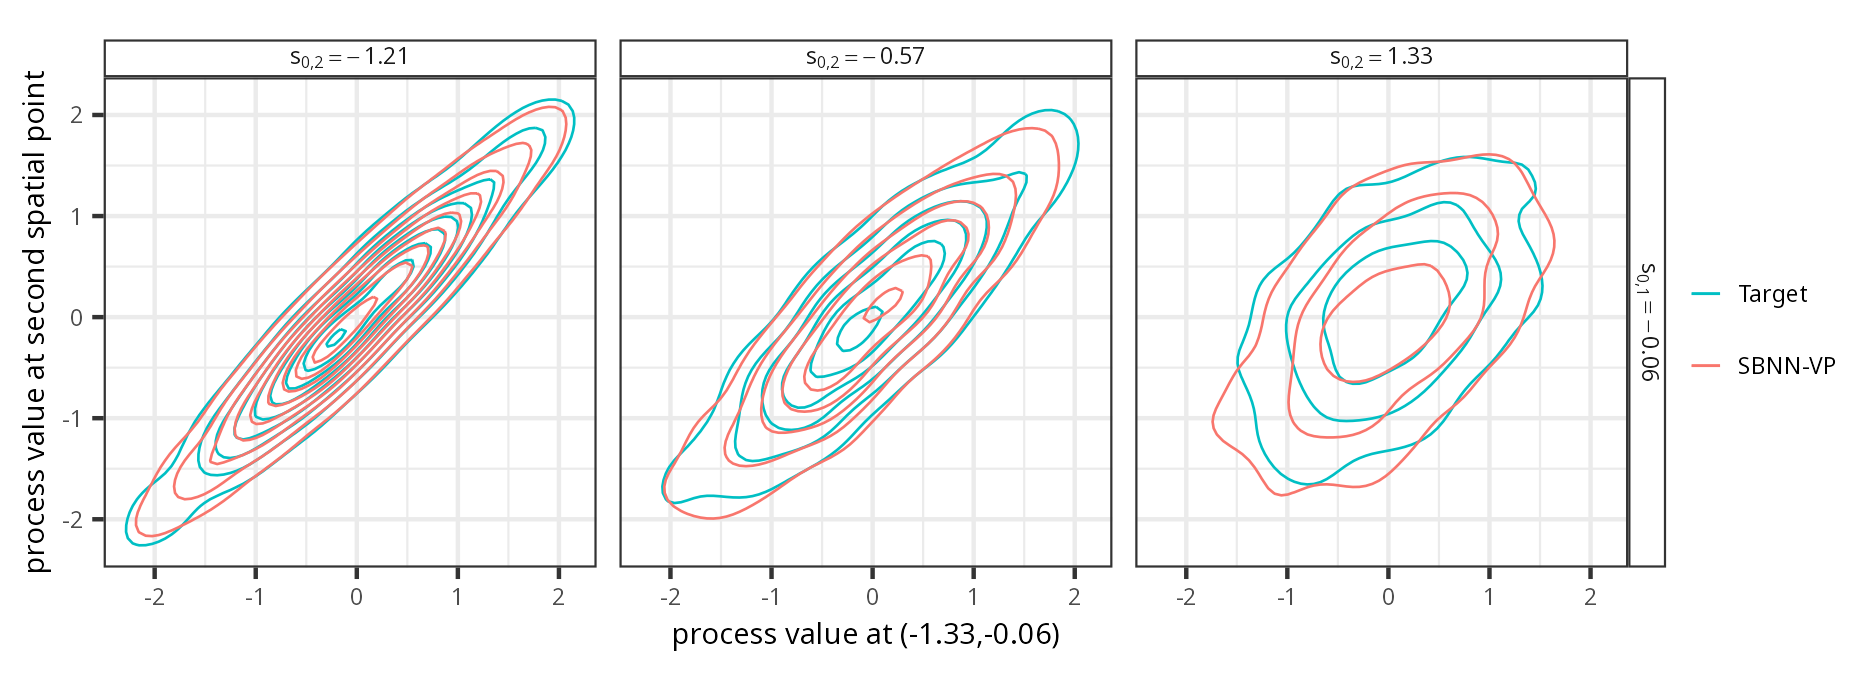 s0,2 = − 1.21
s0,2 = − 0.57
s0,2 = 1.33
process value at second spatial point
2
1
0
-1
-2
s0,1 = − 0.06
Target
SBNN-VP
-2 -1 0 1 2
-2 -1 0 1 2
-2 -1 0 1 2
process value at (-1.33,-0.06)